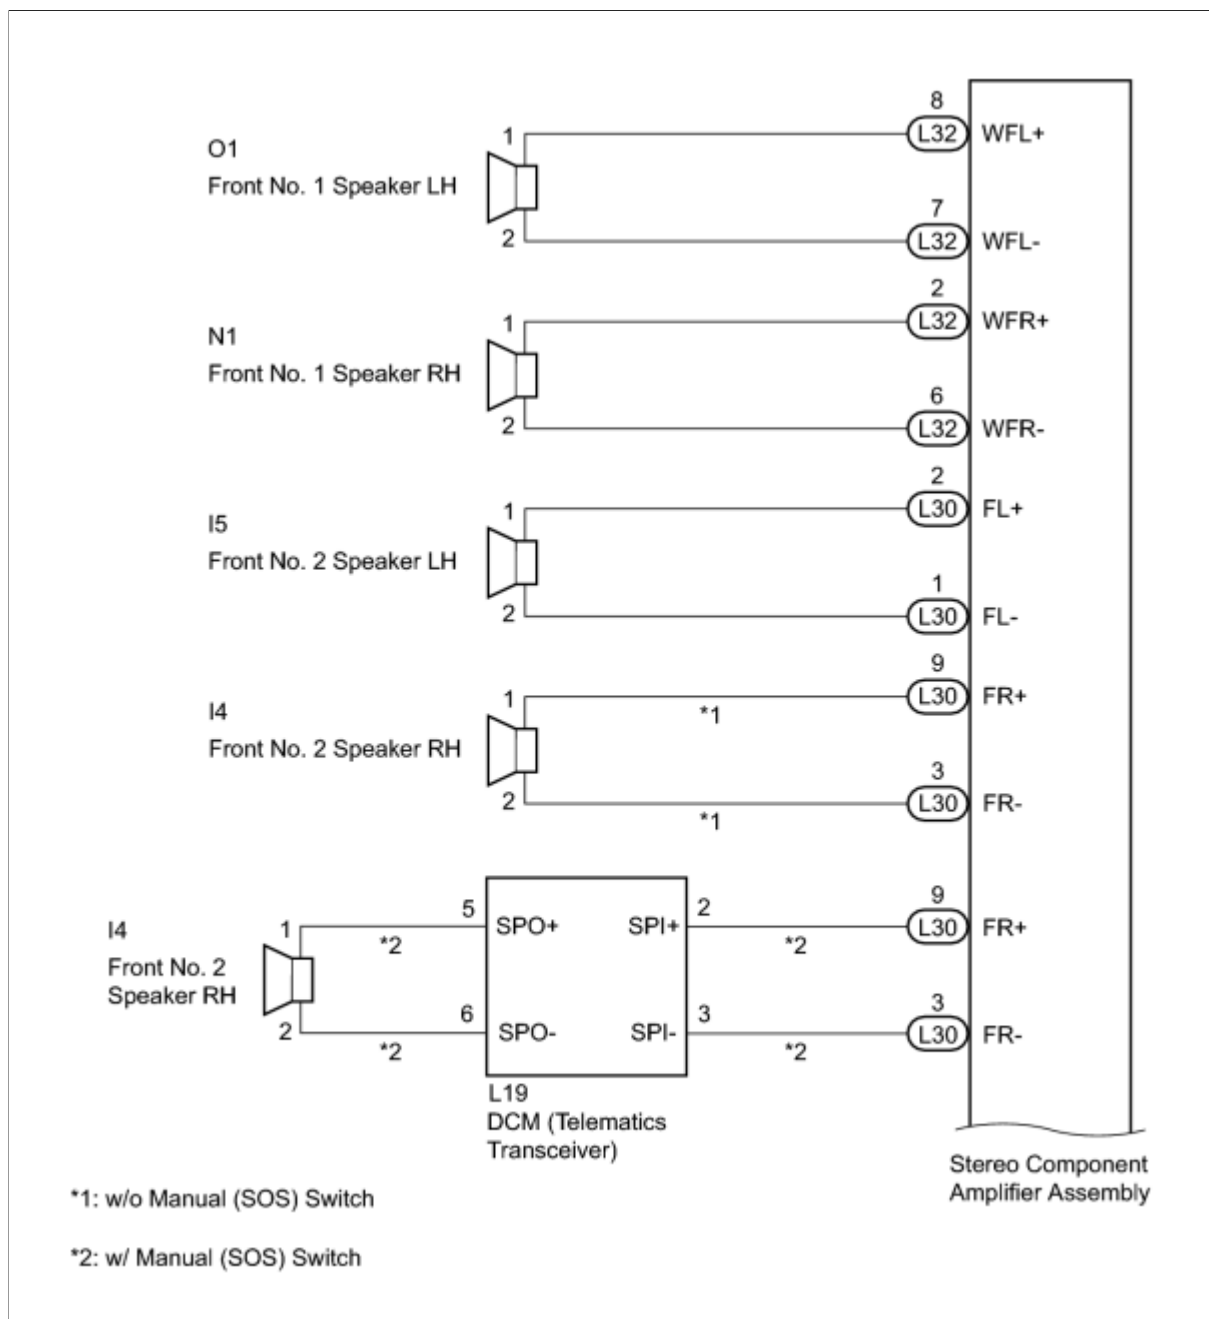 8
1
L32 WFL+
O1
Front No. 1 Speaker LH
7
2
L32 WFL-
2
1
L32 WFR+
N1
Front No. 1 Speaker RH
6
2
L32 WFR-
2
1
L30 FL+
I5
Front No. 2 Speaker LH
1
2
L30 FL-
9
1
L30 FR+
*1
I4
Front No. 2 Speaker RH
3
2
L30 FR-
*1
9
5
2
1
SPO+
SPI+
L30 FR+
*2
*2
I4
Front No. 2
Speaker RH
3
6
3
2
SPO-
SPI-
L30 FR-
*2
*2
L19
DCM (Telematics
Transceiver)
Stereo Component
Amplifier Assembly
*1: w/o Manual (SOS) Switch
*2: w/ Manual (SOS) Switch